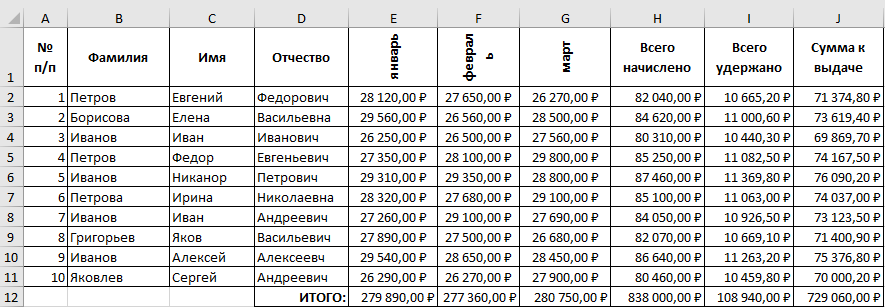 A B C D E F G H I J
1 № п/п Фамилия Имя Отчество январь феврал ь март Всего начислено Всего удержано Сумма к выдаче
2 1 Петров Евгений Федорович 28 120,00 ₽ 27 650,00 ₽ 26 270,00 ₽ 82 040,00 ₽ 10 665,20 ₽ 71 374,80 ₽
3 2 Борисова Елена Васильевна 29 560,00 ₽ 26 560,00 ₽ 28 500,00 ₽ 84 620,00 ₽ 11 000,60 ₽ 73 619,40 ₽
4 3 Иванов Иван Иванович 26 250,00 ₽ 26 500,00 ₽ 27 560,00 ₽ 80 310,00 ₽ 10 440,30 ₽ 69 869,70 ₽
5 4 Петров Федор Евгеньевич 27 350,00 ₽ 28 100,00 ₽ 29 800,00 ₽ 85 250,00 ₽ 11 082,50 ₽ 74 167,50 ₽
6 5 Иванов Никанор Петрович 29 310,00 ₽ 29 350,00 ₽ 28 800,00 ₽ 87 460,00 ₽ 11 369,80 ₽ 76 090,20 ₽
7 6 Петрова Ирина Николаевна 28 320,00 ₽ 27 680,00 ₽ 29 100,00 ₽ 85 100,00 ₽ 11 063,00 ₽ 74 037,00 ₽
8 7 Иванов Иван Андреевич 27 260,00 ₽ 29 100,00 ₽ 27 690,00 ₽ 84 050,00 ₽ 10 926,50 ₽ 73 123,50 ₽
9 8 Григорьев Яков Васильевич 27 890,00 ₽ 27 500,00 ₽ 26 680,00 ₽ 82 070,00 ₽ 10 669,10 ₽ 71 400,90 ₽
10 9 Иванов Алексей Алексеевч 29 540,00 ₽ 28 650,00 ₽ 28 450,00 ₽ 86 640,00 ₽ 11 263,20 ₽ 75 376,80 ₽
11 10 Яковлев Сергей Андреевич 26 290,00 ₽ 26 270,00 ₽ 27 900,00 ₽ 80 460,00 ₽ 10 459,80 ₽ 70 000,20 ₽
12 ИТОГО: 279 890,00 ₽ 277 360,00 ₽ 280 750,00 ₽ 838 000,00 ₽ 108 940,00 ₽ 729 060,00 ₽